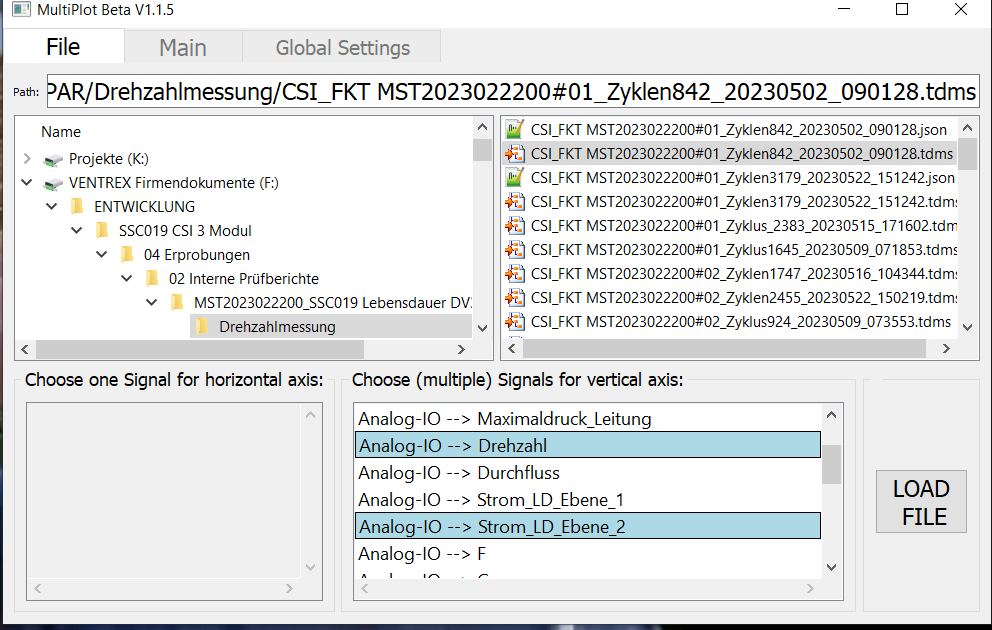 MultiPlot Beta V1.1.5
File Main Global Settings
Path: PAR/Drehzahlmessung/CSI_FKT MST2023022200#01_Zyklen842_20230502_090128.tdms
Name
Projekte (K:)
VENTREX Firmendokumente (F:)
ENTWICKLUNG
SSC019 CSI 3 Modul
04 Erprobungen
02 Interne Prüfberichte
MST2023022200_SSC019 Lebensdauer DV
Drehzahlmessung
CSI_FKT MST2023022200#01_Zyklen842_20230502_090128.json
CSI_FKT MST2023022200#01_Zyklen842_20230502_090128.tdms
CSI_FKT MST2023022200#01_Zyklen3179_20230522_151242.json
CSI_FKT MST2023022200#01_Zyklen3179_20230522_151242.tdms
CSI_FKT MST2023022200#01_Zyklus_2383_20230515_171602.tdm
CSI_FKT MST2023022200#01_Zyklus1645_20230509_071853.tdms
CSI_FKT MST2023022200#02_Zyklen1747_20230516_104344.tdms
CSI_FKT MST2023022200#02_Zyklen2455_20230522_150219.tdms
CSI_FKT MST2023022200#02_Zyklus924_20230509_073553.tdms
Choose one Signal for horizontal axis:
Choose (multiple) Signals for vertical axis:
Analog-IO --> Maximaldruck_Leitung
Analog-IO --> Drehzahl
Analog-IO --> Durchfluss
Analog-IO --> Strom_LD_Ebene_1
Analog-IO --> Strom_LD_Ebene_2
Analog-IO --> F
LOAD
FILE